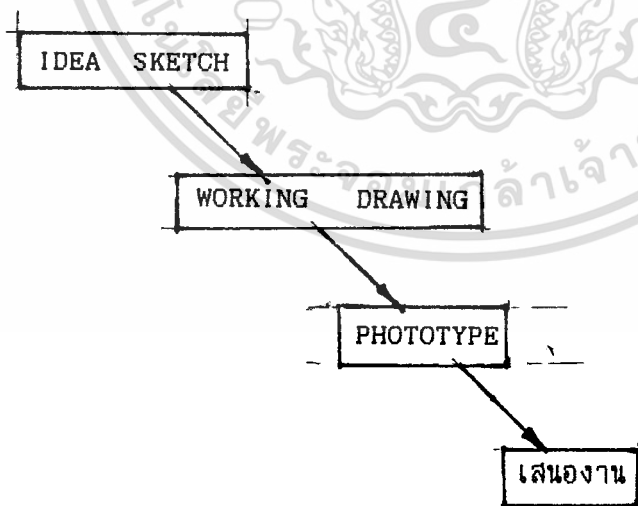 IDEA SKETCH
WORKING DRAWING
PHOTOTYPE
เสนองาน